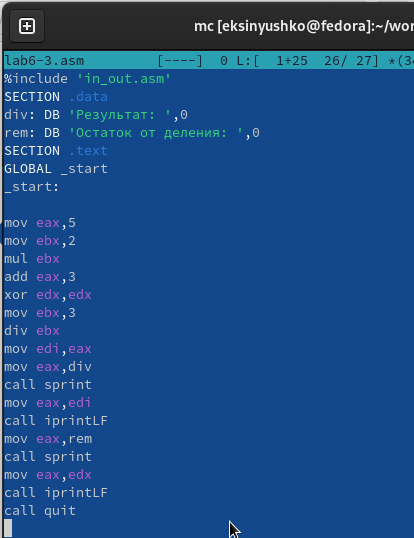 mc [eksinyushko@fedora]:~/wor
lab6-3.asm [----] 0 L:[ 1+25 26/ 27] *(34
%include 'in_out.asm'
SECTION .data
div: DB 'Результат: ',0
rem: DB 'Остаток от деления: ',0
SECTION .text
GLOBAL _start
_start:

mov eax,5
mov ebx,2
mul ebx
add eax,3
xor edx,edx
mov ebx,3
div ebx
mov edi,eax
mov eax,div
call sprint
mov eax,edi
call iprintLF
mov eax,rem
call sprint
mov eax,edx
call iprintLF
call quit